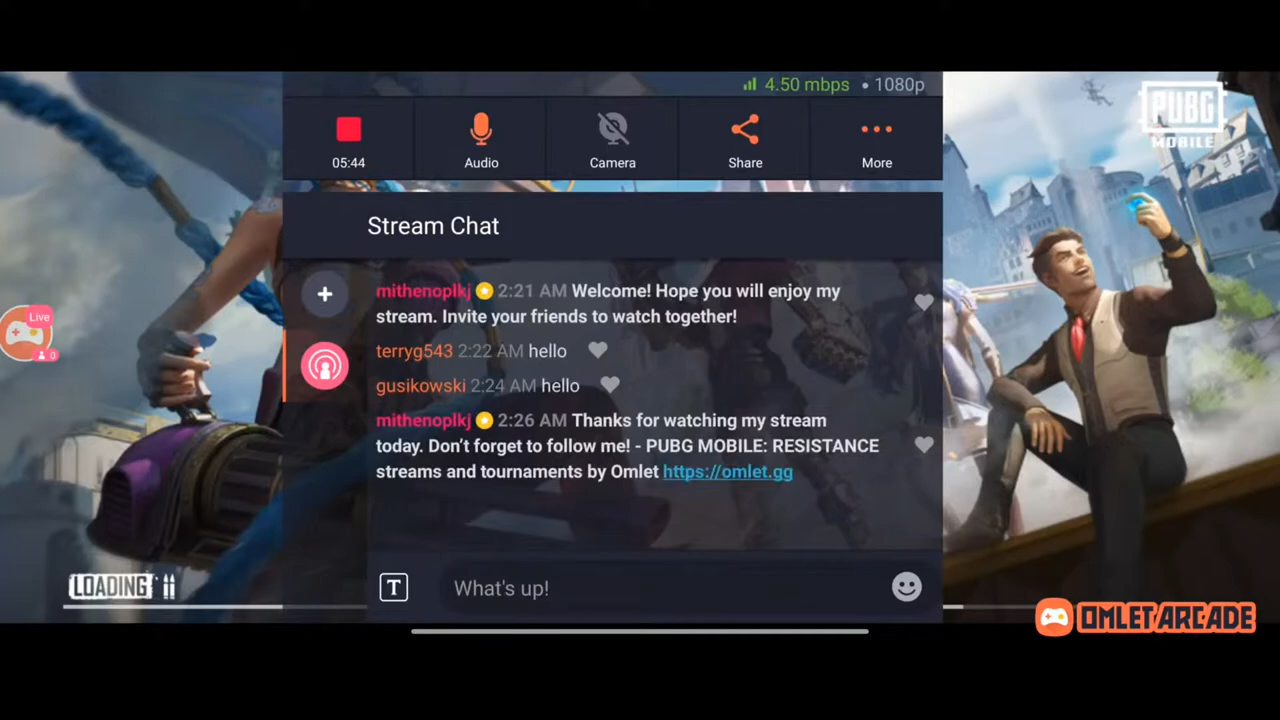 4.50 mbps • 1080p
PUBG
MOBILE
05:44
Audio
Camera
Share
More
Stream Chat
mithenoplkj 2:21 AM Welcome! Hope you will enjoy my
stream. Invite your friends to watch together!
Live
0
terryg543 2:22 AM hello
gusikowski 2:24 AM hello
mithenoplkj 2:26 AM Thanks for watching my stream
today. Don’t forget to follow me! - PUBG MOBILE: RESISTANCE
streams and tournaments by Omlet https://omlet.gg
LOADING
T What's up!
OMLET ARCADE